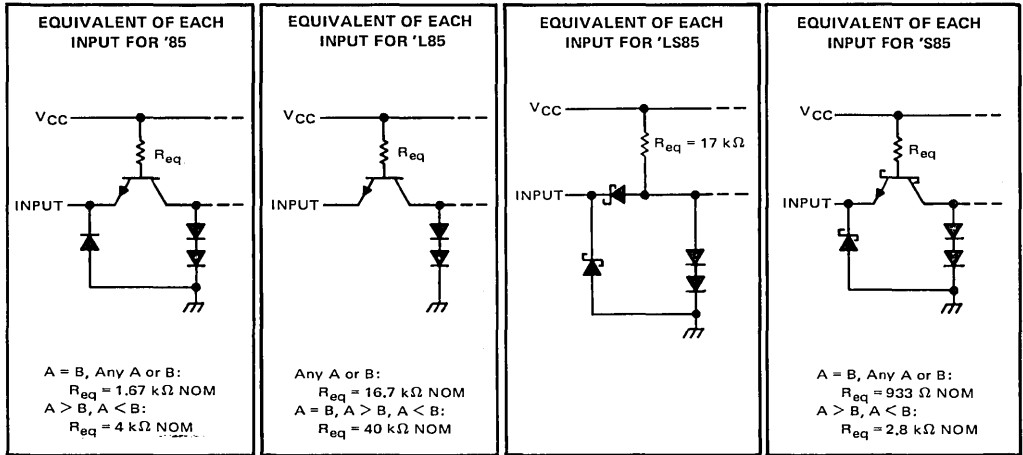 EQUIVALENT OF EACH
INPUT FOR '85
VCC
Req
INPUT
A = B, Any A or B:
Req = 1.67 kΩ NOM
A > B, A < B:
Req = 4 kΩ NOM
EQUIVALENT OF EACH
INPUT FOR 'L85
VCC
Req
INPUT
Any A or B:
Req = 16.7 kΩ NOM
A = B, A > B, A < B:
Req = 40 kΩ NOM
EQUIVALENT OF EACH
INPUT FOR 'LS85
VCC
Req = 17 kΩ
INPUT
EQUIVALENT OF EACH
INPUT FOR 'S85
VCC
Req
INPUT
A = B, Any A or B:
Req = 933 Ω NOM
A > B, A < B:
Req = 2.8 kΩ NOM